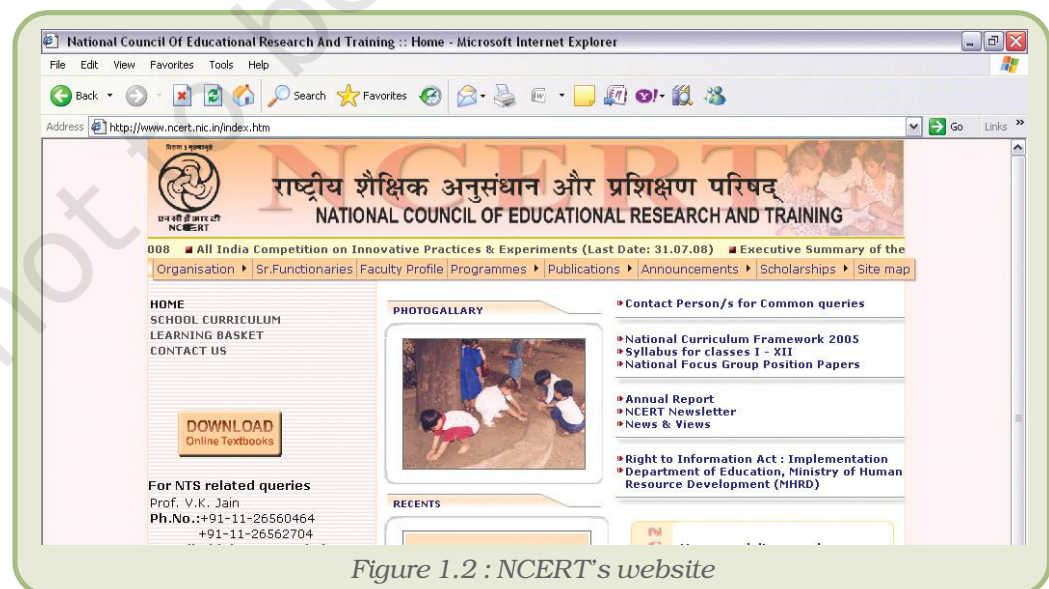 National Council Of Educational Research And Training :: Home - Microsoft Internet Explorer
File Edit View Favorites Tools Help
Back Search Favorites
Address http://www.ncert.nic.in/index.htm Go Links »
NCERT
एन सी ई आर टी
NCERT
राष्ट्रीय शैक्षिक अनुसंधान और प्रशिक्षण परिषद्
NATIONAL COUNCIL OF EDUCATIONAL RESEARCH AND TRAINING
008 All India Competition on Innovative Practices & Experiments (Last Date: 31.07.08) Executive Summary of the
Organisation Sr.Functionaries Faculty Profile Programmes Publications Announcements Scholarships Site map
HOME
SCHOOL CURRICULUM
LEARNING BASKET
CONTACT US
DOWNLOAD
Online Textbooks
For NTS related queries
Prof. V.K. Jain
Ph.No.:+91-11-26560464
+91-11-26562704
PHOTOGALLARY
RECENTS
Contact Person/s for Common queries
National Curriculum Framework 2005
Syllabus for classes I - XII
National Focus Group Position Papers
Annual Report
NCERT Newsletter
News & Views
Right to Information Act : Implementation
Department of Education, Ministry of Human
Resource Development (MHRD)
Figure 1.2 : NCERT's website
not to be